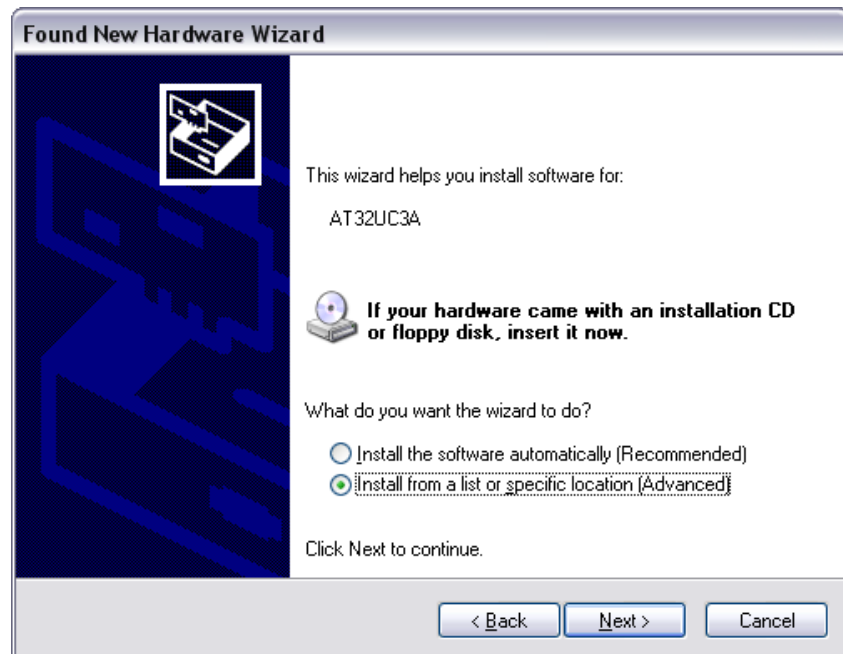 Found New Hardware Wizard
This wizard helps you install software for:
AT32UC3A
If your hardware came with an installation CD
or floppy disk, insert it now.
What do you want the wizard to do?
Install the software automatically (Recommended)
Install from a list or specific location (Advanced)
Click Next to continue.
< Back Next > Cancel